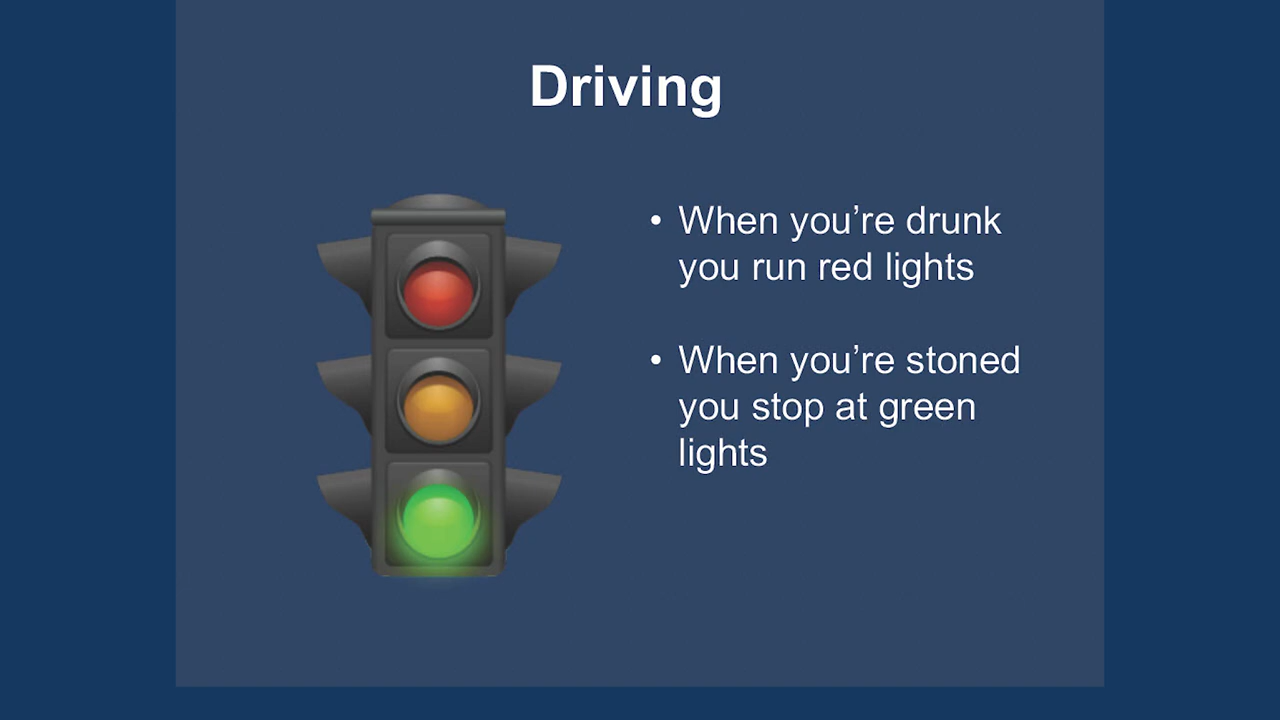 Driving
• When you’re drunk
you run red lights
• When you’re stoned
you stop at green
lights